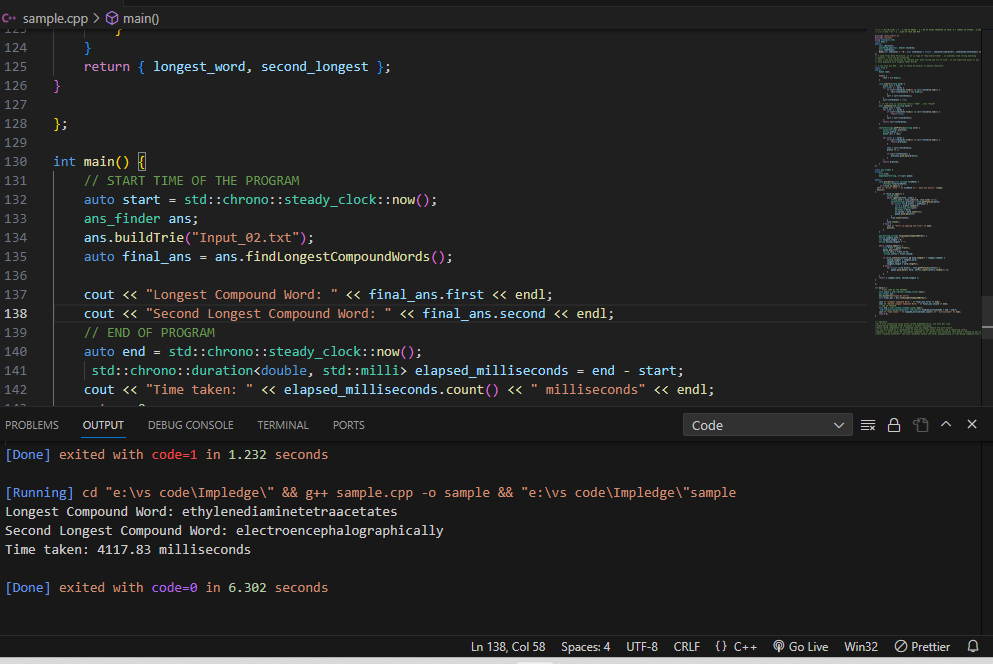 sample.cpp > main()
123 }
124 }
125 return { longest_word, second_longest };
126 }
127
128 };
129
130 int main() {
131 // START TIME OF THE PROGRAM
132 auto start = std::chrono::steady_clock::now();
133 ans_finder ans;
134 ans.buildTrie("Input_02.txt");
135 auto final_ans = ans.findLongestCompoundWords();
136
137 cout << "Longest Compound Word: " << final_ans.first << endl;
138 cout << "Second Longest Compound Word: " << final_ans.second << endl;
139 // END OF PROGRAM
140 auto end = std::chrono::steady_clock::now();
141 std::chrono::duration<double, std::milli> elapsed_milliseconds = end - start;
142 cout << "Time taken: " << elapsed_milliseconds.count() << " milliseconds" << endl;
PROBLEMS OUTPUT DEBUG CONSOLE TERMINAL PORTS Code
[Done] exited with code=1 in 1.232 seconds
[Running] cd "e:\vs code\Impledge\" && g++ sample.cpp -o sample && "e:\vs code\Impledge\"sample
Longest Compound Word: ethylenediaminetetraacetates
Second Longest Compound Word: electroencephalographically
Time taken: 4117.83 milliseconds
[Done] exited with code=0 in 6.302 seconds
Ln 138, Col 58 Spaces: 4 UTF-8 CRLF {} C++ Go Live Win32 Prettier